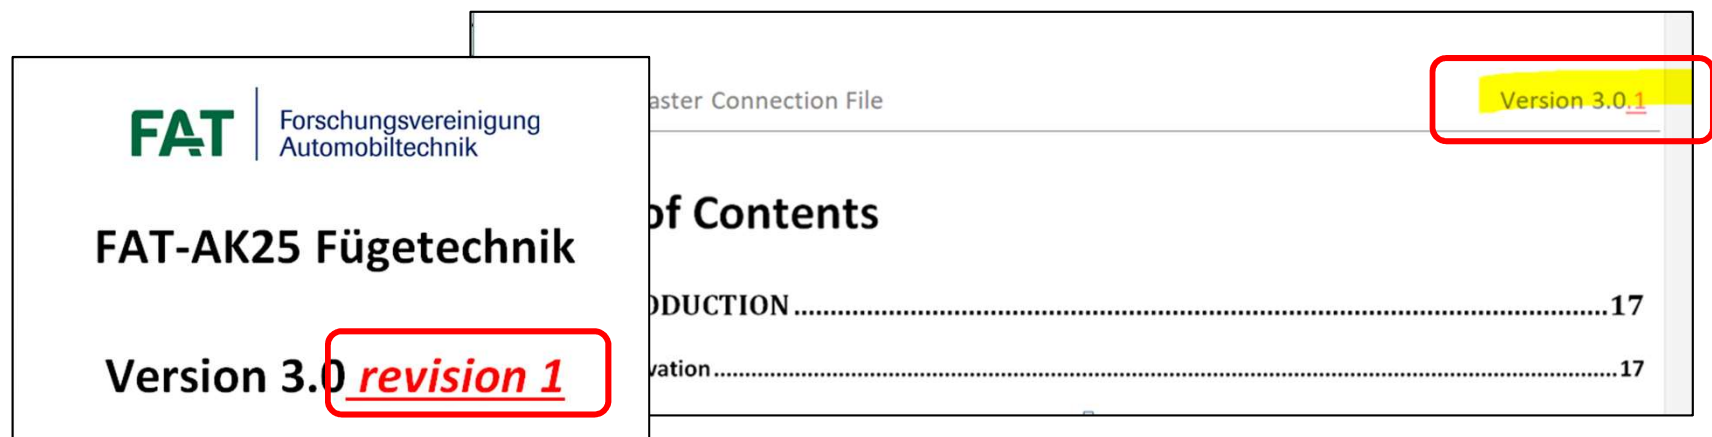 FAT
Forschungsvereinigung
Automobiltechnik
FAT-AK25 Fügetechnik
Version 3.0 revision 1
aster Connection File
Version 3.0.1
of Contents
ODUCTION 17
vation 17